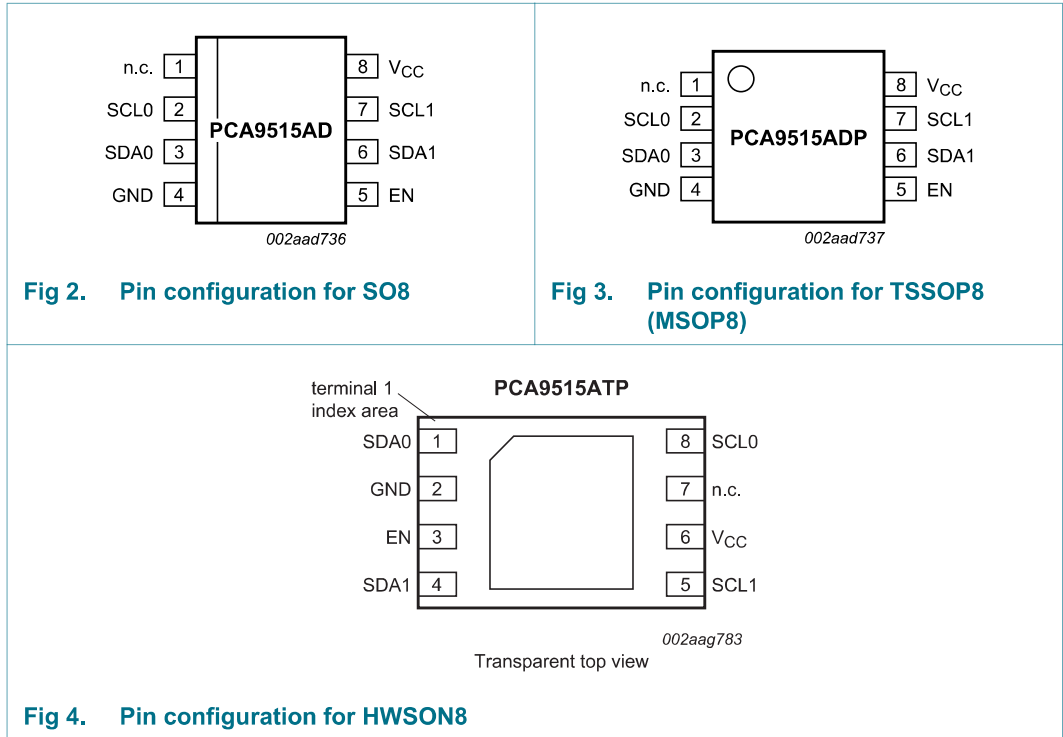 n.c. 1 8 VCC
SCL0 2 7 SCL1
PCA9515AD
SDA0 3 6 SDA1
GND 4 5 EN
002aad736
Fig 2. Pin configuration for SO8
n.c. 1 8 VCC
SCL0 2 7 SCL1
PCA9515ADP
SDA0 3 6 SDA1
GND 4 5 EN
002aad737
Fig 3. Pin configuration for TSSOP8
(MSOP8)
terminal 1
index area
PCA9515ATP
SDA0 1 8 SCL0
GND 2 7 n.c.
EN 3 6 VCC
SDA1 4 5 SCL1
002aag783
Transparent top view
Fig 4. Pin configuration for HWSON8